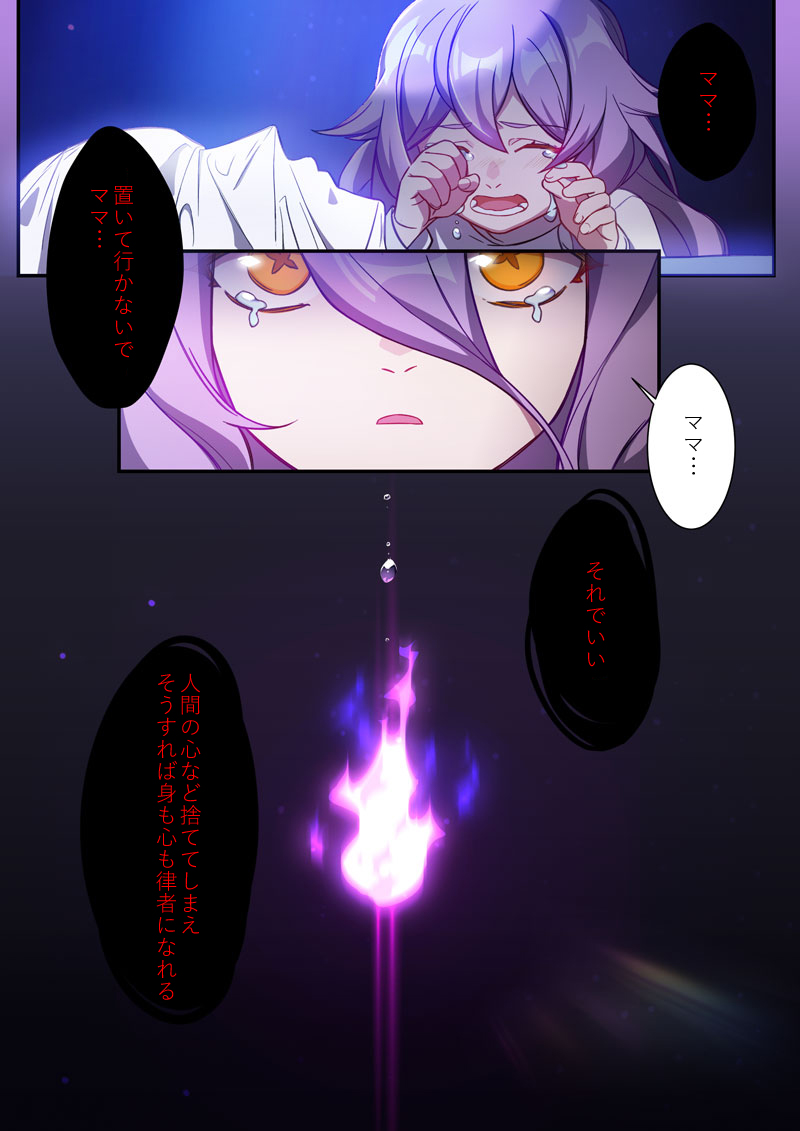 ママ…
置いて行かないで
ママ…
ママ…
それでいい
人間の心など捨ててしまえ
そうすれば身も心も律者になれる